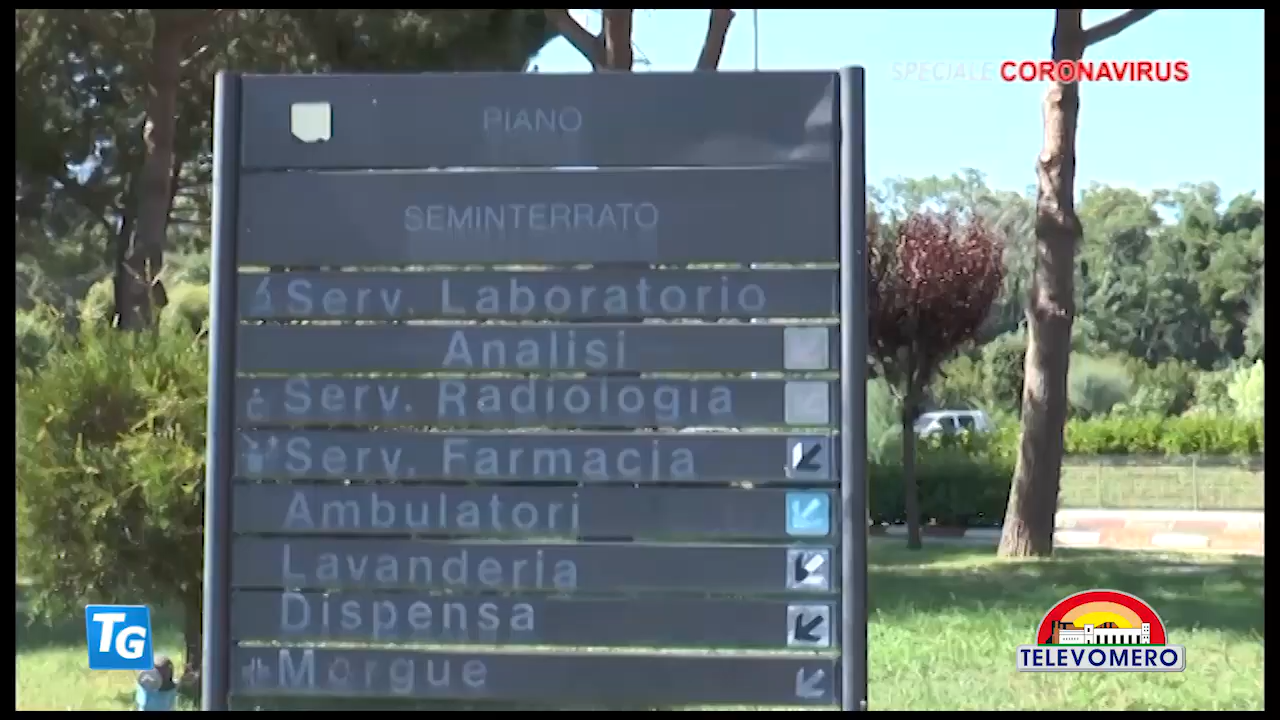 SPECIALE CORONAVIRUS
PIANO
SEMINTERRATO
Serv. Laboratorio
Analisi
Serv. Radiologia
Serv. Farmacia
Ambulatori
Lavanderia
Dispensa
Morgue
TG
TELEVOMERO